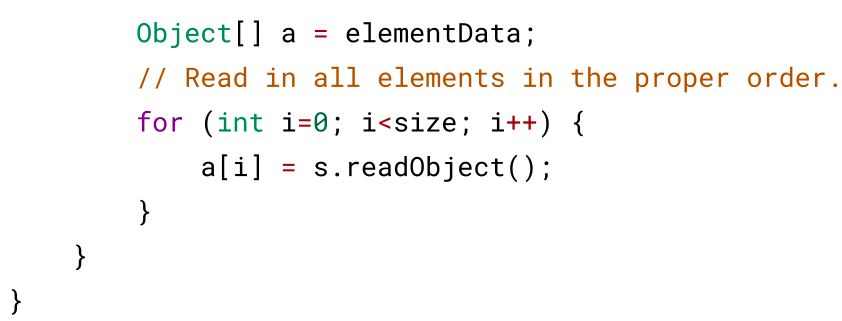 Object[] a = elementData;
// Read in all elements in the proper order.
for (int i=0; i<size; i++) {
a[i] = s.readObject();
}
}
}